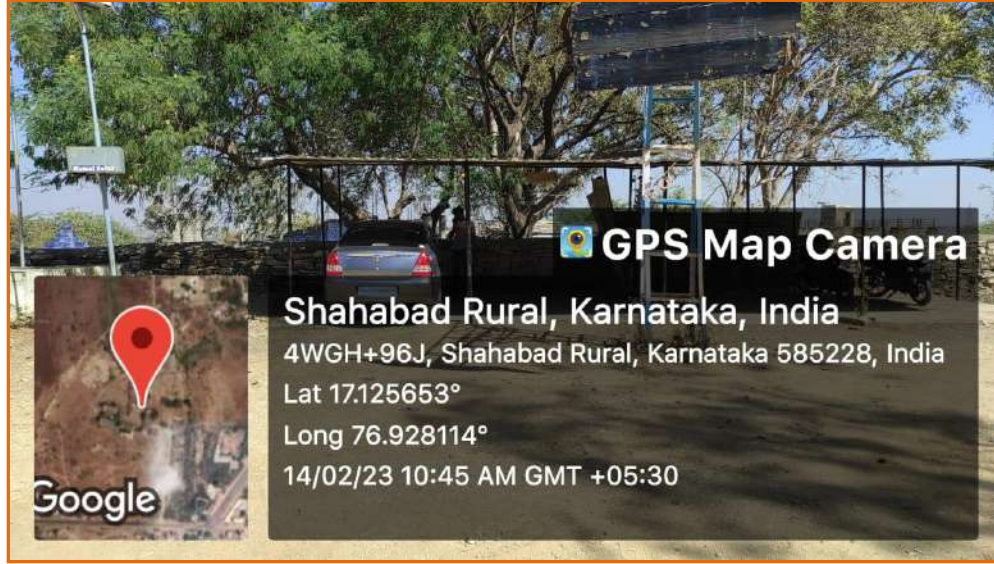 GPS Map Camera
Shahabad Rural, Karnataka, India
4WGH+96J, Shahabad Rural, Karnataka 585228, India
Lat 17.125653°
Long 76.928114°
14/02/23 10:45 AM GMT +05:30
Google